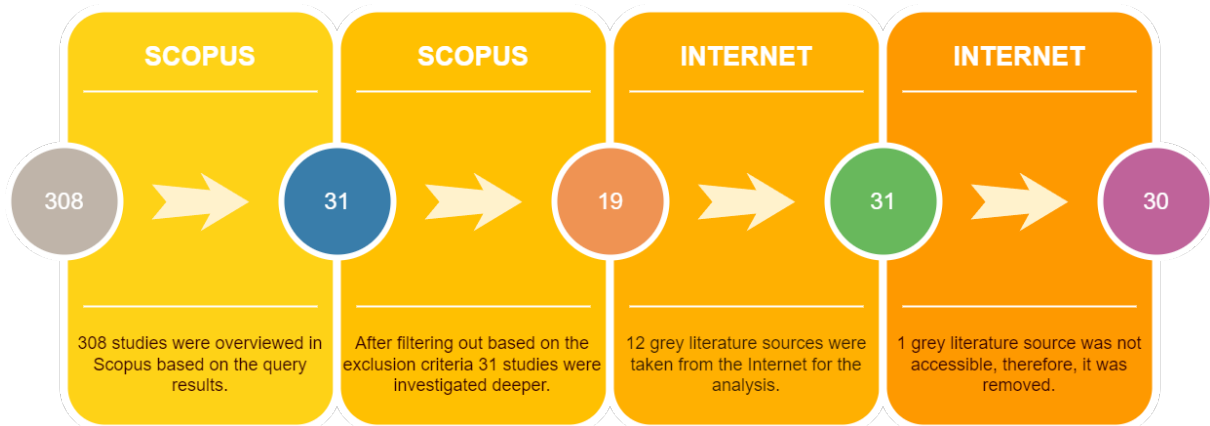 SCOPUS
SCOPUS
INTERNET
INTERNET
308
31
19
31
30
308 studies were overviewed in
Scopus based on the query
results.
After filtering out based on the
exclusion criteria 31 studies were
investigated deeper.
12 grey literature sources were
taken from the Internet for the
analysis.
1 grey literature source was not
accessible, therefore, it was
removed.